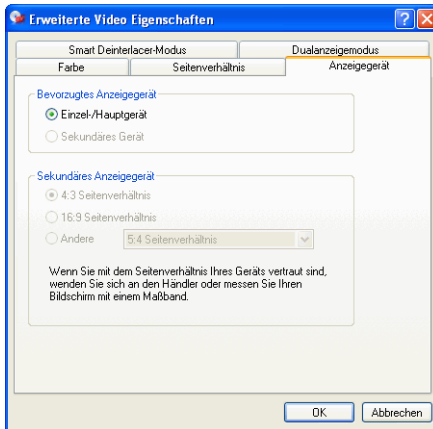 Erweiterte Video Eigenschaften
Smart Deinterlacer-Modus
Dualanzeigemodus
Farbe
Seitenverhältnis
Anzeigegerät
Bevorzugtes Anzeigegerät
Einzel-/Hauptgerät
Sekundäres Gerät
Sekundäres Anzeigegerät
4:3 Seitenverhältnis
16:9 Seitenverhältnis
Andere
5:4 Seitenverhältnis
Wenn Sie mit dem Seitenverhältnis Ihres Geräts vertraut sind,
wenden Sie sich an den Händler oder messen Sie Ihren
Bildschirm mit einem Maßband.
OK
Abbrechen